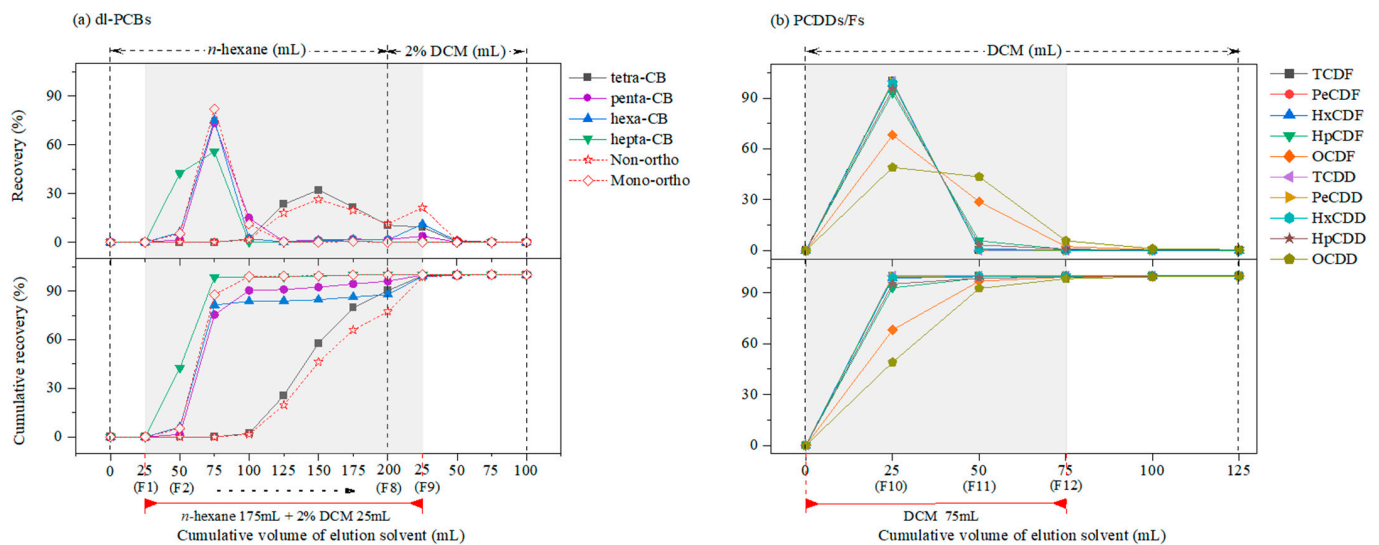 (a) dl-PCBs
n-hexane (mL)
2% DCM (mL)
Recovery (%)
90
60
30
0
tetra-CB
penta-CB
hexa-CB
hepta-CB
Non-ortho
Mono-ortho
Cumulative recovery (%)
90
60
30
0
0 25 50 75 100 125 150 175 200 25 50 75 100
(F1) (F2) (F8) (F9)
n-hexane 175mL + 2% DCM 25mL
Cumulative volume of elution solvent (mL)
(b) PCDDs/Fs
DCM (mL)
Recovery (%)
90
60
30
0
TCDF
PeCDF
HxCDF
HpCDF
OCDF
TCDD
PeCDD
HxCDD
HpCDD
OCDD
Cumulative recovery (%)
90
60
30
0
0 25 50 75 100 125
(F10) (F11) (F12)
DCM 75mL
Cumulative volume of elution solvent (mL)